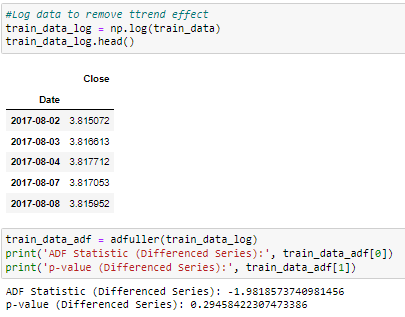 #Log data to remove ttrend effect
train_data_log = np.log(train_data)
train_data_log.head()
Close
Date
2017-08-02 3.815072
2017-08-03 3.816613
2017-08-04 3.817712
2017-08-07 3.817053
2017-08-08 3.815952
train_data_adf = adfuller(train_data_log)
print('ADF Statistic (Differenced Series):', train_data_adf[0])
print('p-value (Differenced Series):', train_data_adf[1])
ADF Statistic (Differenced Series): -1.9818573740981456
p-value (Differenced Series): 0.29458422307473386